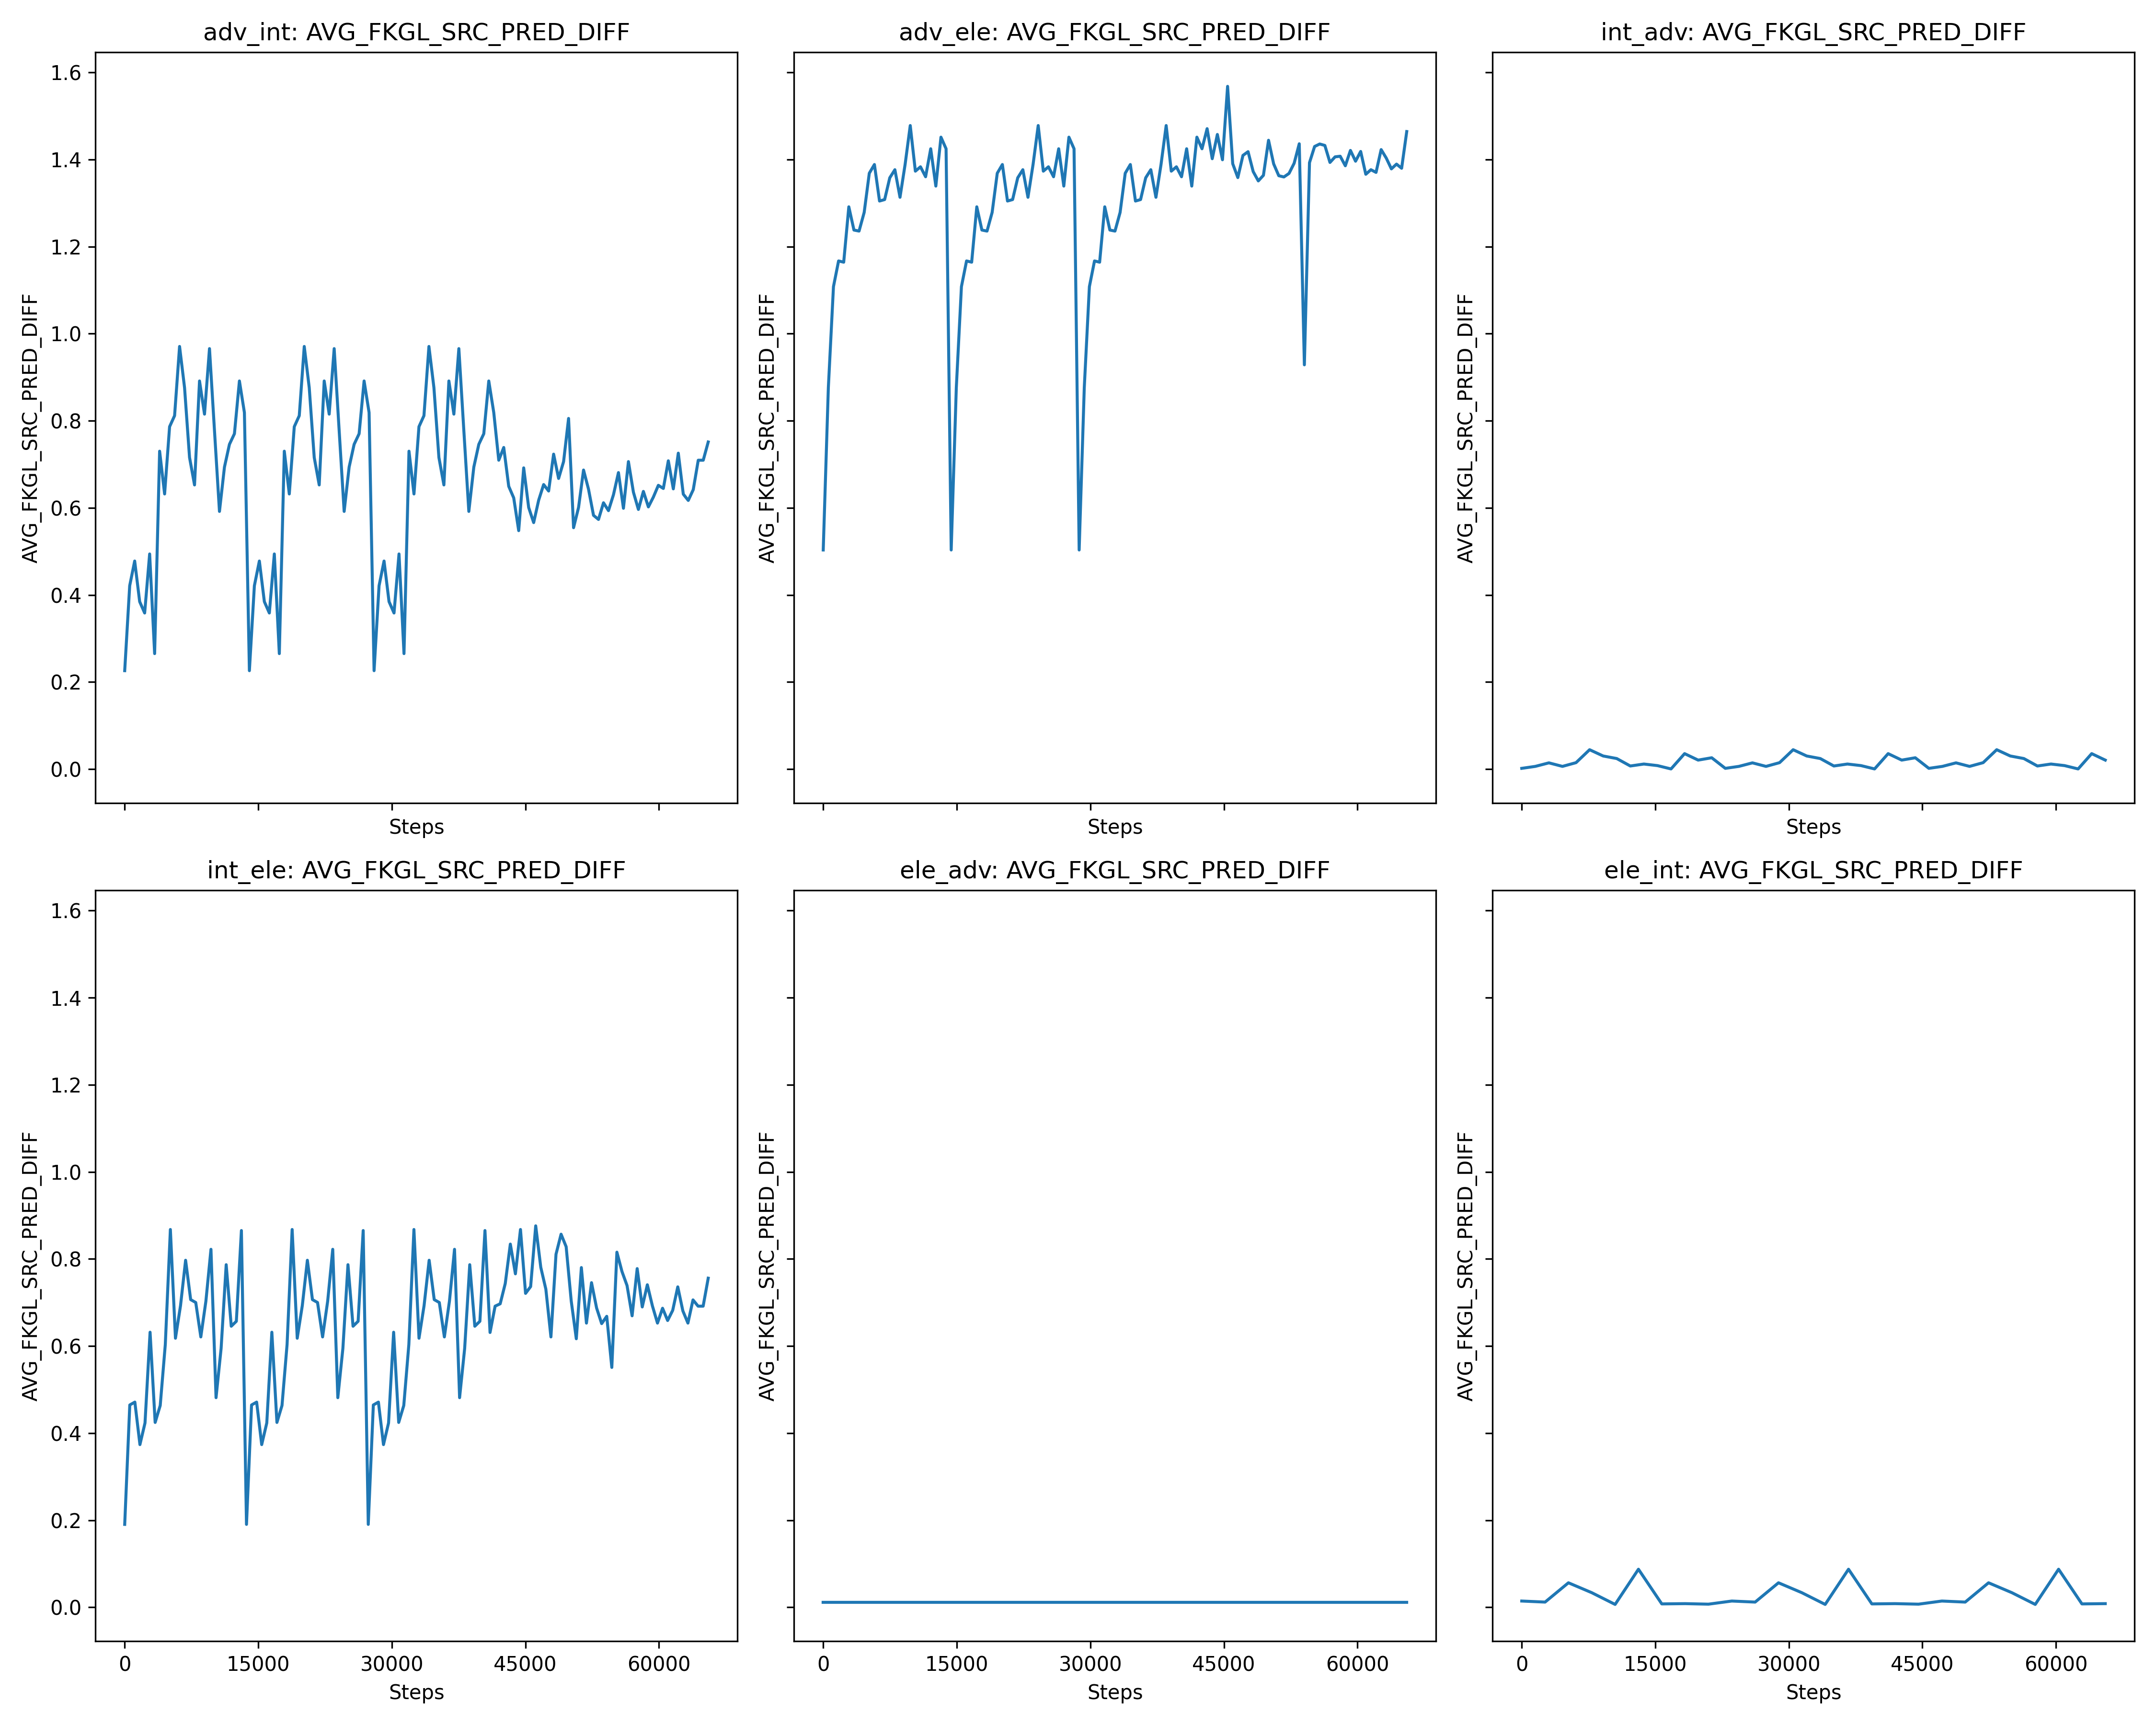 adv_int: AVG_FKGL_SRC_PRED_DIFF
adv_ele: AVG_FKGL_SRC_PRED_DIFF
int_adv: AVG_FKGL_SRC_PRED_DIFF
AVG_FKGL_SRC_PRED_DIFF
1.6
1.4
1.2
1.0
0.8
0.6
0.4
0.2
0.0
Steps
AVG_FKGL_SRC_PRED_DIFF
Steps
AVG_FKGL_SRC_PRED_DIFF
Steps
int_ele: AVG_FKGL_SRC_PRED_DIFF
ele_adv: AVG_FKGL_SRC_PRED_DIFF
ele_int: AVG_FKGL_SRC_PRED_DIFF
AVG_FKGL_SRC_PRED_DIFF
1.6
1.4
1.2
1.0
0.8
0.6
0.4
0.2
0.0
0 15000 30000 45000 60000
Steps
AVG_FKGL_SRC_PRED_DIFF
0 15000 30000 45000 60000
Steps
AVG_FKGL_SRC_PRED_DIFF
0 15000 30000 45000 60000
Steps